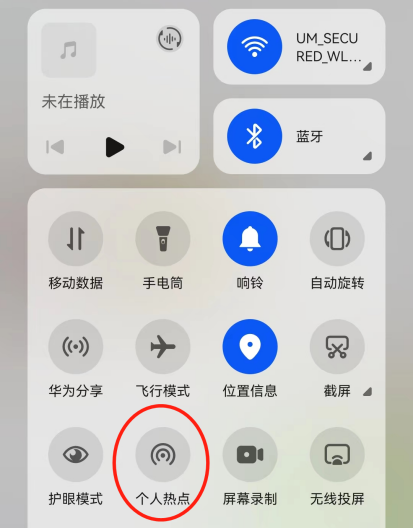 UM_SECU
RED_WL...
未在播放
蓝牙
移动数据
手电筒
响铃
自动旋转
华为分享
飞行模式
位置信息
截屏
护眼模式
个人热点
屏幕录制
无线投屏